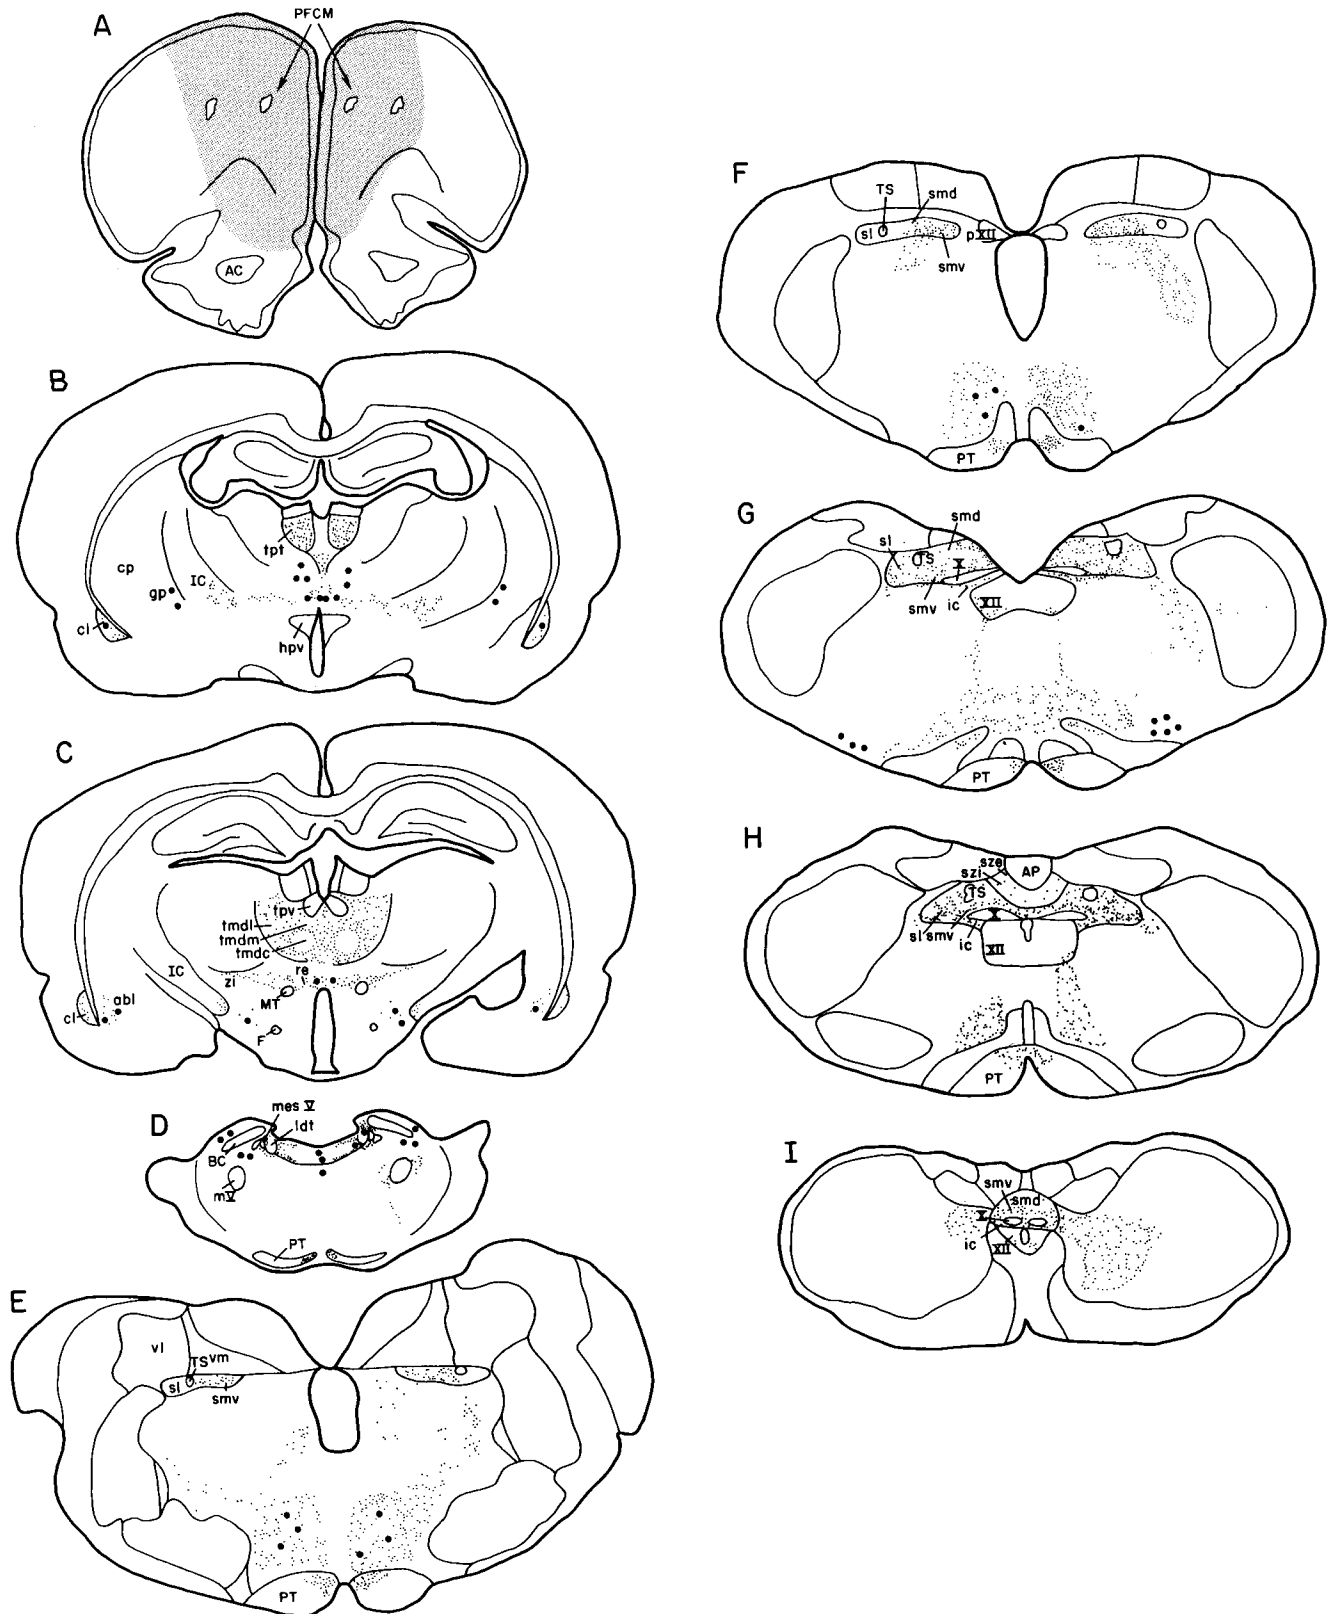 A
PFCM
AC
B
tpt
cp
IC
gp
cl
hpv
C
tpv
tmdl
tmdm
tmdc
IC
zi
re
MT
abl
cl
F
D
mes V
ldt
BC
mV
PT
E
vl
TS
vm
sl
smv
PT
F
TS
smd
sl
pXII
smv
PT
G
smd
sl
TS
X
smv
ic
XII
PT
H
sze
szi
AP
TS
X
sl
smv
ic
XII
PT
I
smv
smd
X
ic
XII